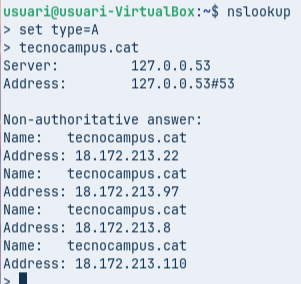 usuari@usuari-VirtualBox:~$ nslookup
> set type=A
> tecnocampus.cat
Server:         127.0.0.53
Address:        127.0.0.53#53

Non-authoritative answer:
Name:   tecnocampus.cat
Address: 18.172.213.22
Name:   tecnocampus.cat
Address: 18.172.213.97
Name:   tecnocampus.cat
Address: 18.172.213.8
Name:   tecnocampus.cat
Address: 18.172.213.110
>